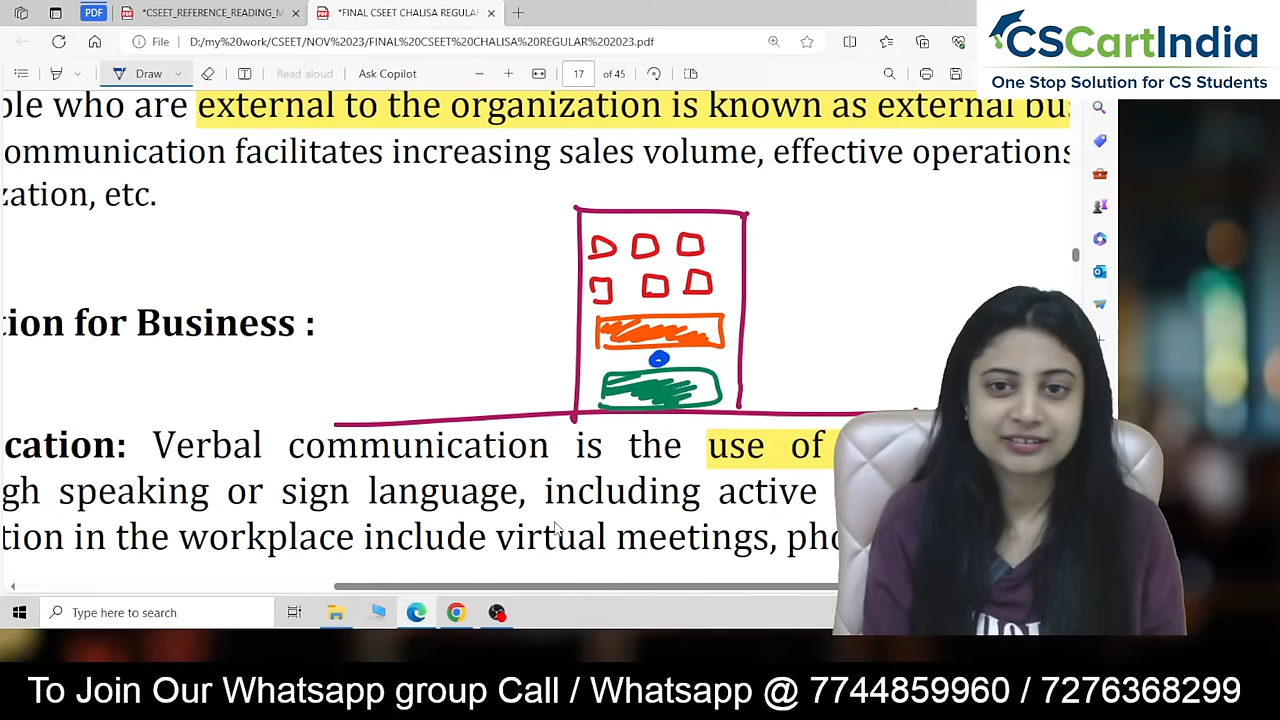 PDF
*CSEET_REFERENCE_READING_M
*FINAL CSEET CHALISA REGULAR
File
D:/my%20work/CSEET/NOV%2023/FINAL%20CSEET%20CHALISA%20REGULAR%202023.pdf
Draw
Read aloud
Ask Copilot
17
of 45
CSCartIndia
One Stop Solution for CS Students
ple who are external to the organization is known as external bu
ommunication facilitates increasing sales volume, effective operations
zation, etc.
tion for Business :
cation: Verbal communication is the use of
gh speaking or sign language, including active
tion in the workplace include virtual meetings, pho
Type here to search
To Join Our Whatsapp group Call / Whatsapp @ 7744859960 / 7276368299